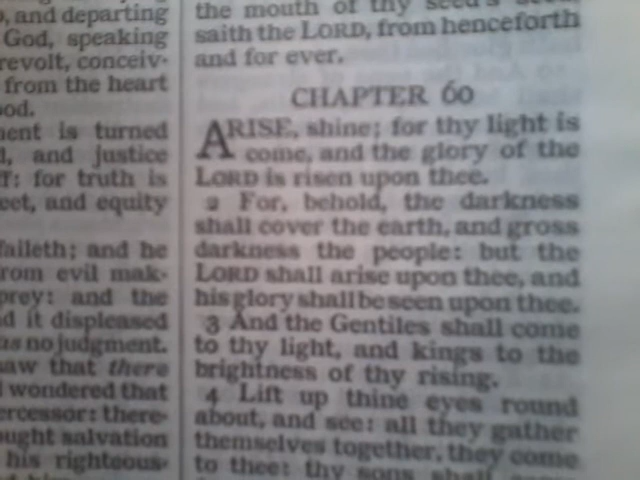 , and departing
God, speaking
revolt, conceiv-
from the heart
ood.
ment is turned
, and justice
ff: for truth is
eet, and equity
faileth; and he
rom evil mak-
prey: and the
d it displeased
as no judgment.
aw that there
wondered that
ercessor: there-
ought salvation
his righteous-
the mouth of thy seed's
saith the LORD, from henceforth
and for ever.
CHAPTER 60
ARISE, shine; for thy light is
come, and the glory of the
LORD is risen upon thee.
2 For, behold, the darkness
shall cover the earth, and gross
darkness the people: but the
LORD shall arise upon thee, and
his glory shall be seen upon thee.
3 And the Gentiles shall come
to thy light, and kings to the
brightness of thy rising.
4 Lift up thine eyes round
about, and see: all they gather
themselves together, they come
to thee: thy sons shall